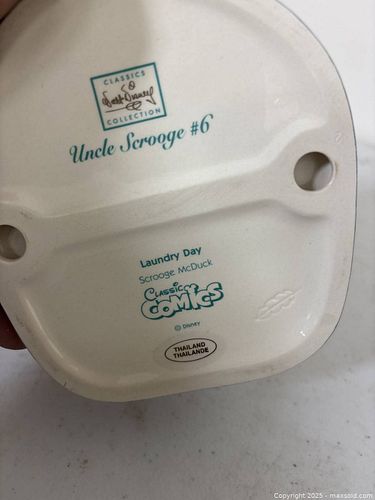 CLASSICS
Walt Disney
COLLECTION
Uncle Scrooge #6
Laundry Day
Scrooge McDuck
CLASSIC
COMICS
© DISNEY
THAILAND
THAILANDE
Copyright © 2025 - maxsold.com